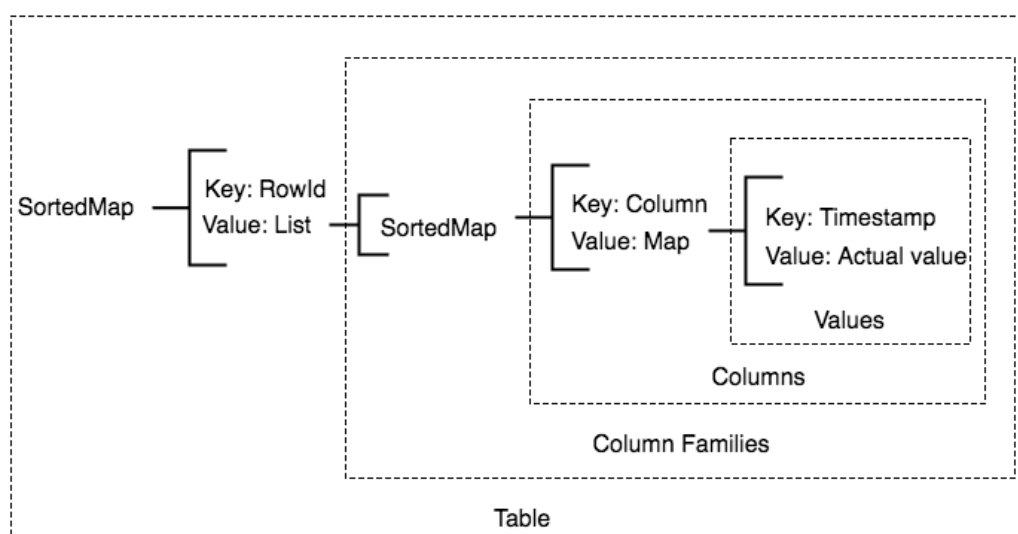 SortedMap
Key: RowId
Value: List
SortedMap
Key: Column
Value: Map
Key: Timestamp
Value: Actual value
Values
Columns
Column Families
Table